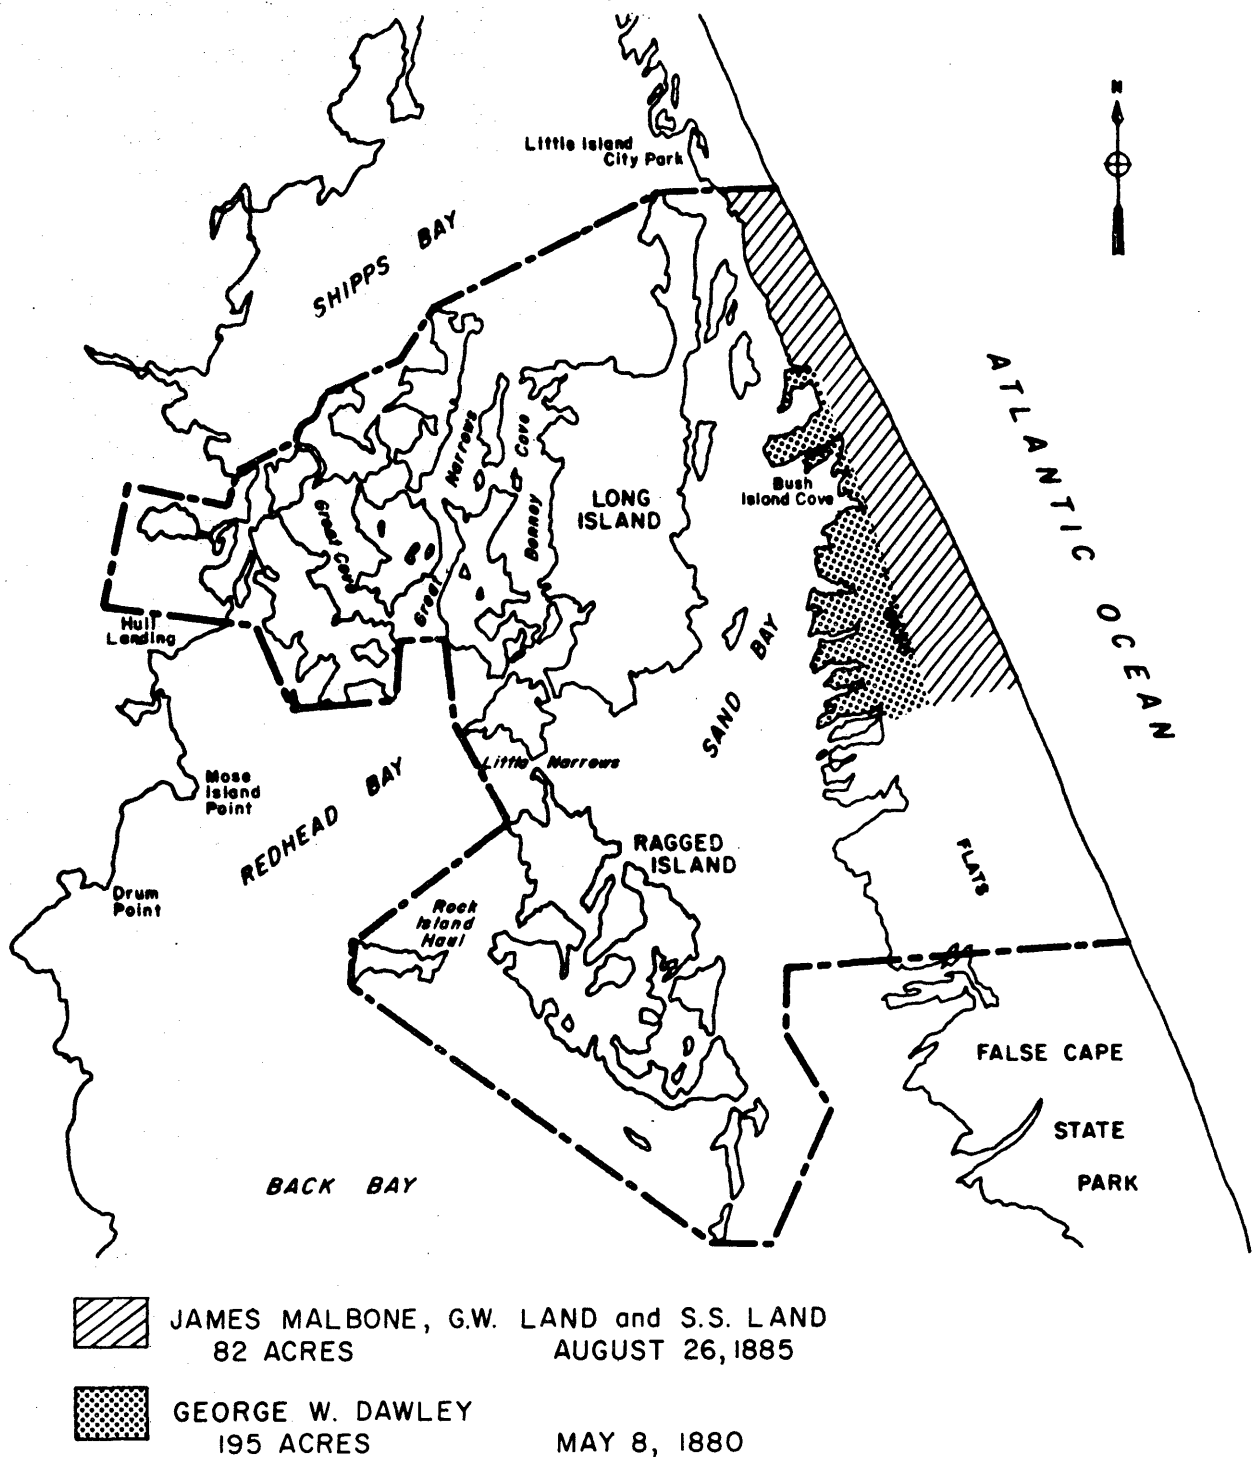 N
Little Island
City Park
SHIPPS BAY
ATLANTIC OCEAN
Narrows
Cove
Bonney
LONG
ISLAND
Bush
Island Cove
Great Cove
Great
Hull
Landing
SAND BAY
Little Narrows
Mose
Island
Point
REDHEAD BAY
RAGGED
ISLAND
FLATS
Drum
Point
Rock
Island
Haul
FALSE CAPE
STATE
PARK
BACK BAY
JAMES MALBONE, G.W. LAND and S.S. LAND
82 ACRES AUGUST 26, 1885
GEORGE W. DAWLEY
195 ACRES MAY 8, 1880